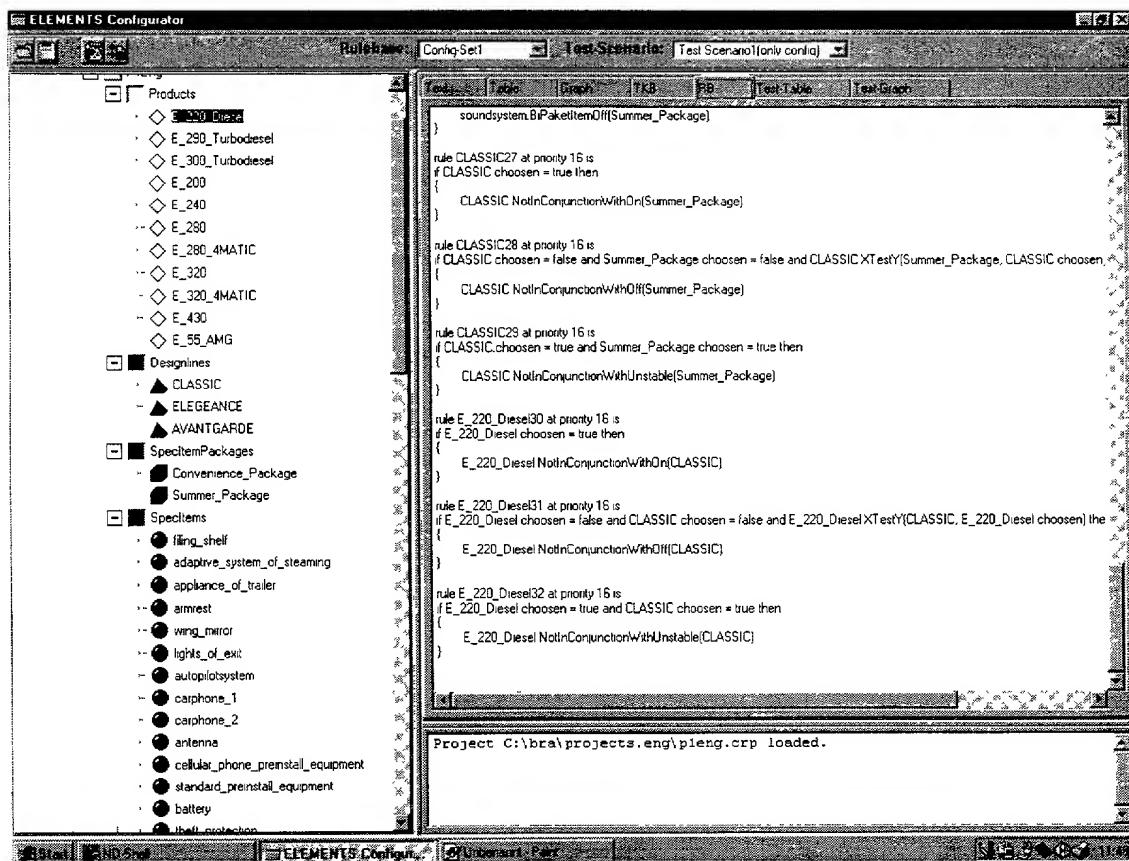 ELEMENTS Configurator
Rulebase: Config-Set1 Test-Scenario: Test Scenario1(only config)
Products
E_220_Diesel
E_290_Turbodiesel
E_300_Turbodiesel
E_200
E_240
E_280
E_280_4MATIC
E_320
E_320_4MATIC
E_430
E_55_AMG
Designlines
CLASSIC
ELEGEANCE
AVANTGARDE
SpecItemPackages
Convenience_Package
Summer_Package
SpecItems
filing_shelf
adaptive_system_of_steaming
appliance_of_trailer
armrest
wing_mirror
lights_of_exit
autopilotsystem
carphone_1
carphone_2
antenna
cellular_phone_preinstall_equipment
standard_preinstall_equipment
battery
theft_protection
Table Graph TKB RB Test-Table Test-Graph
soundsystem.BiPaketItemOff(Summer_Package)
}
rule CLASSIC27 at priority 16 is
if CLASSIC choosen = true then
{
CLASSIC NotInConjunctionWithOn(Summer_Package)
}
rule CLASSIC28 at priority 16 is
if CLASSIC choosen = false and Summer_Package choosen = false and CLASSIC XTestY(Summer_Package, CLASSIC choosen,
{
CLASSIC NotInConjunctionWithOff(Summer_Package)
}
rule CLASSIC29 at priority 16 is
if CLASSIC.choosen = true and Summer_Package choosen = true then
{
CLASSIC NotInConjunctionWithUnstable(Summer_Package)
}
rule E_220_Diesel30 at priority 16 is
if E_220_Diesel choosen = true then
{
E_220_Diesel NotInConjunctionWithOn(CLASSIC)
}
rule E_220_Diesel31 at priority 16 is
if E_220_Diesel choosen = false and CLASSIC choosen = false and E_220_Diesel XTestY(CLASSIC, E_220_Diesel choosen) the
{
E_220_Diesel NotInConjunctionWithOff(CLASSIC)
}
rule E_220_Diesel32 at priority 16 is
if E_220_Diesel choosen = true and CLASSIC choosen = true then
{
E_220_Diesel NotInConjunctionWithUnstable(CLASSIC)
}
Project C:\bra\projects.eng\pleng.crp loaded.
Start ELEMENTS Configur... Unbenannt - Paint